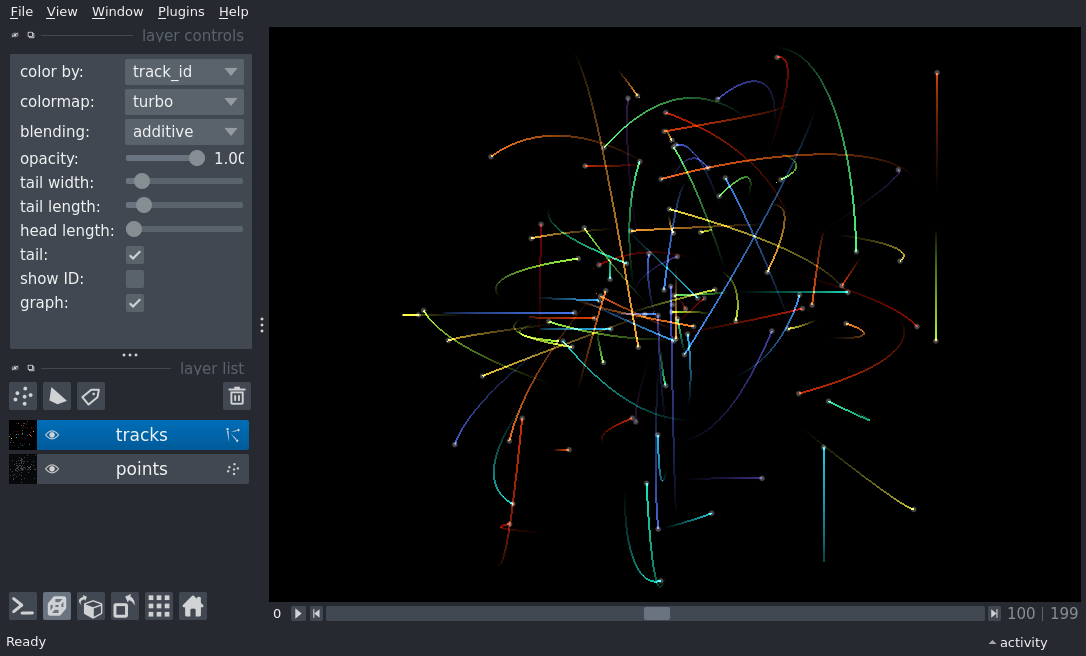 File View Window Plugins Help
layer controls
color by: track_id
colormap: turbo
blending: additive
opacity: 1.00
tail width:
tail length:
head length:
tail:
show ID:
graph:
layer list
tracks
points
0 100 | 199
Ready activity